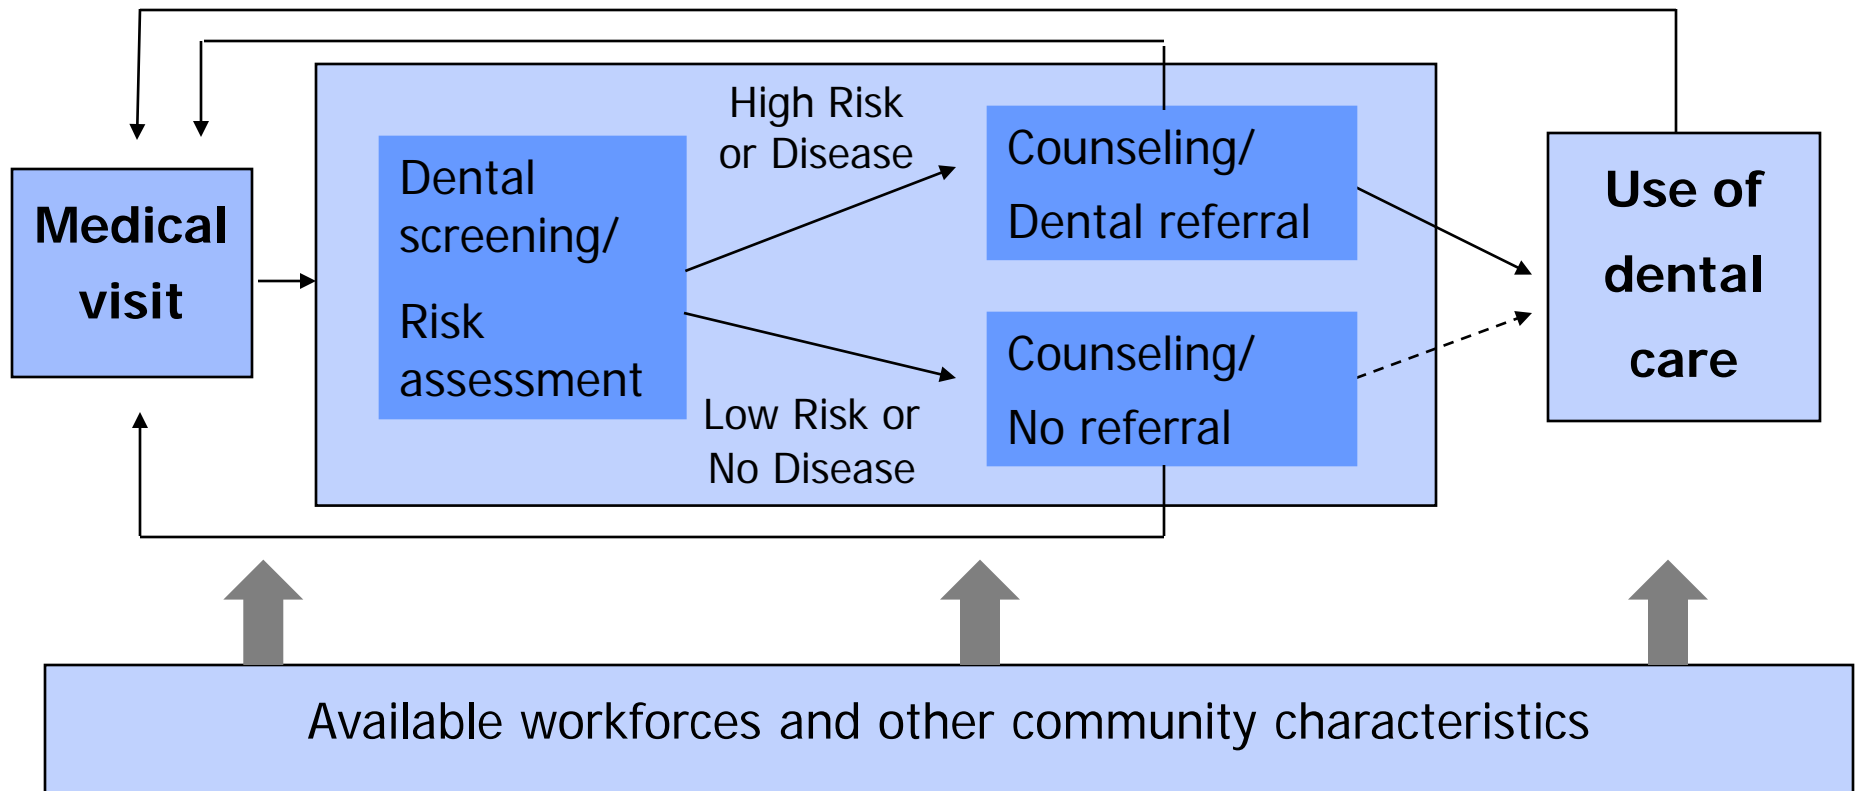 Medical
visit
Dental
screening/
Risk
assessment
High Risk
or Disease
Low Risk or
No Disease
Counseling/
Dental referral
Counseling/
No referral
Use of
dental
care
Available workforces and other community characteristics